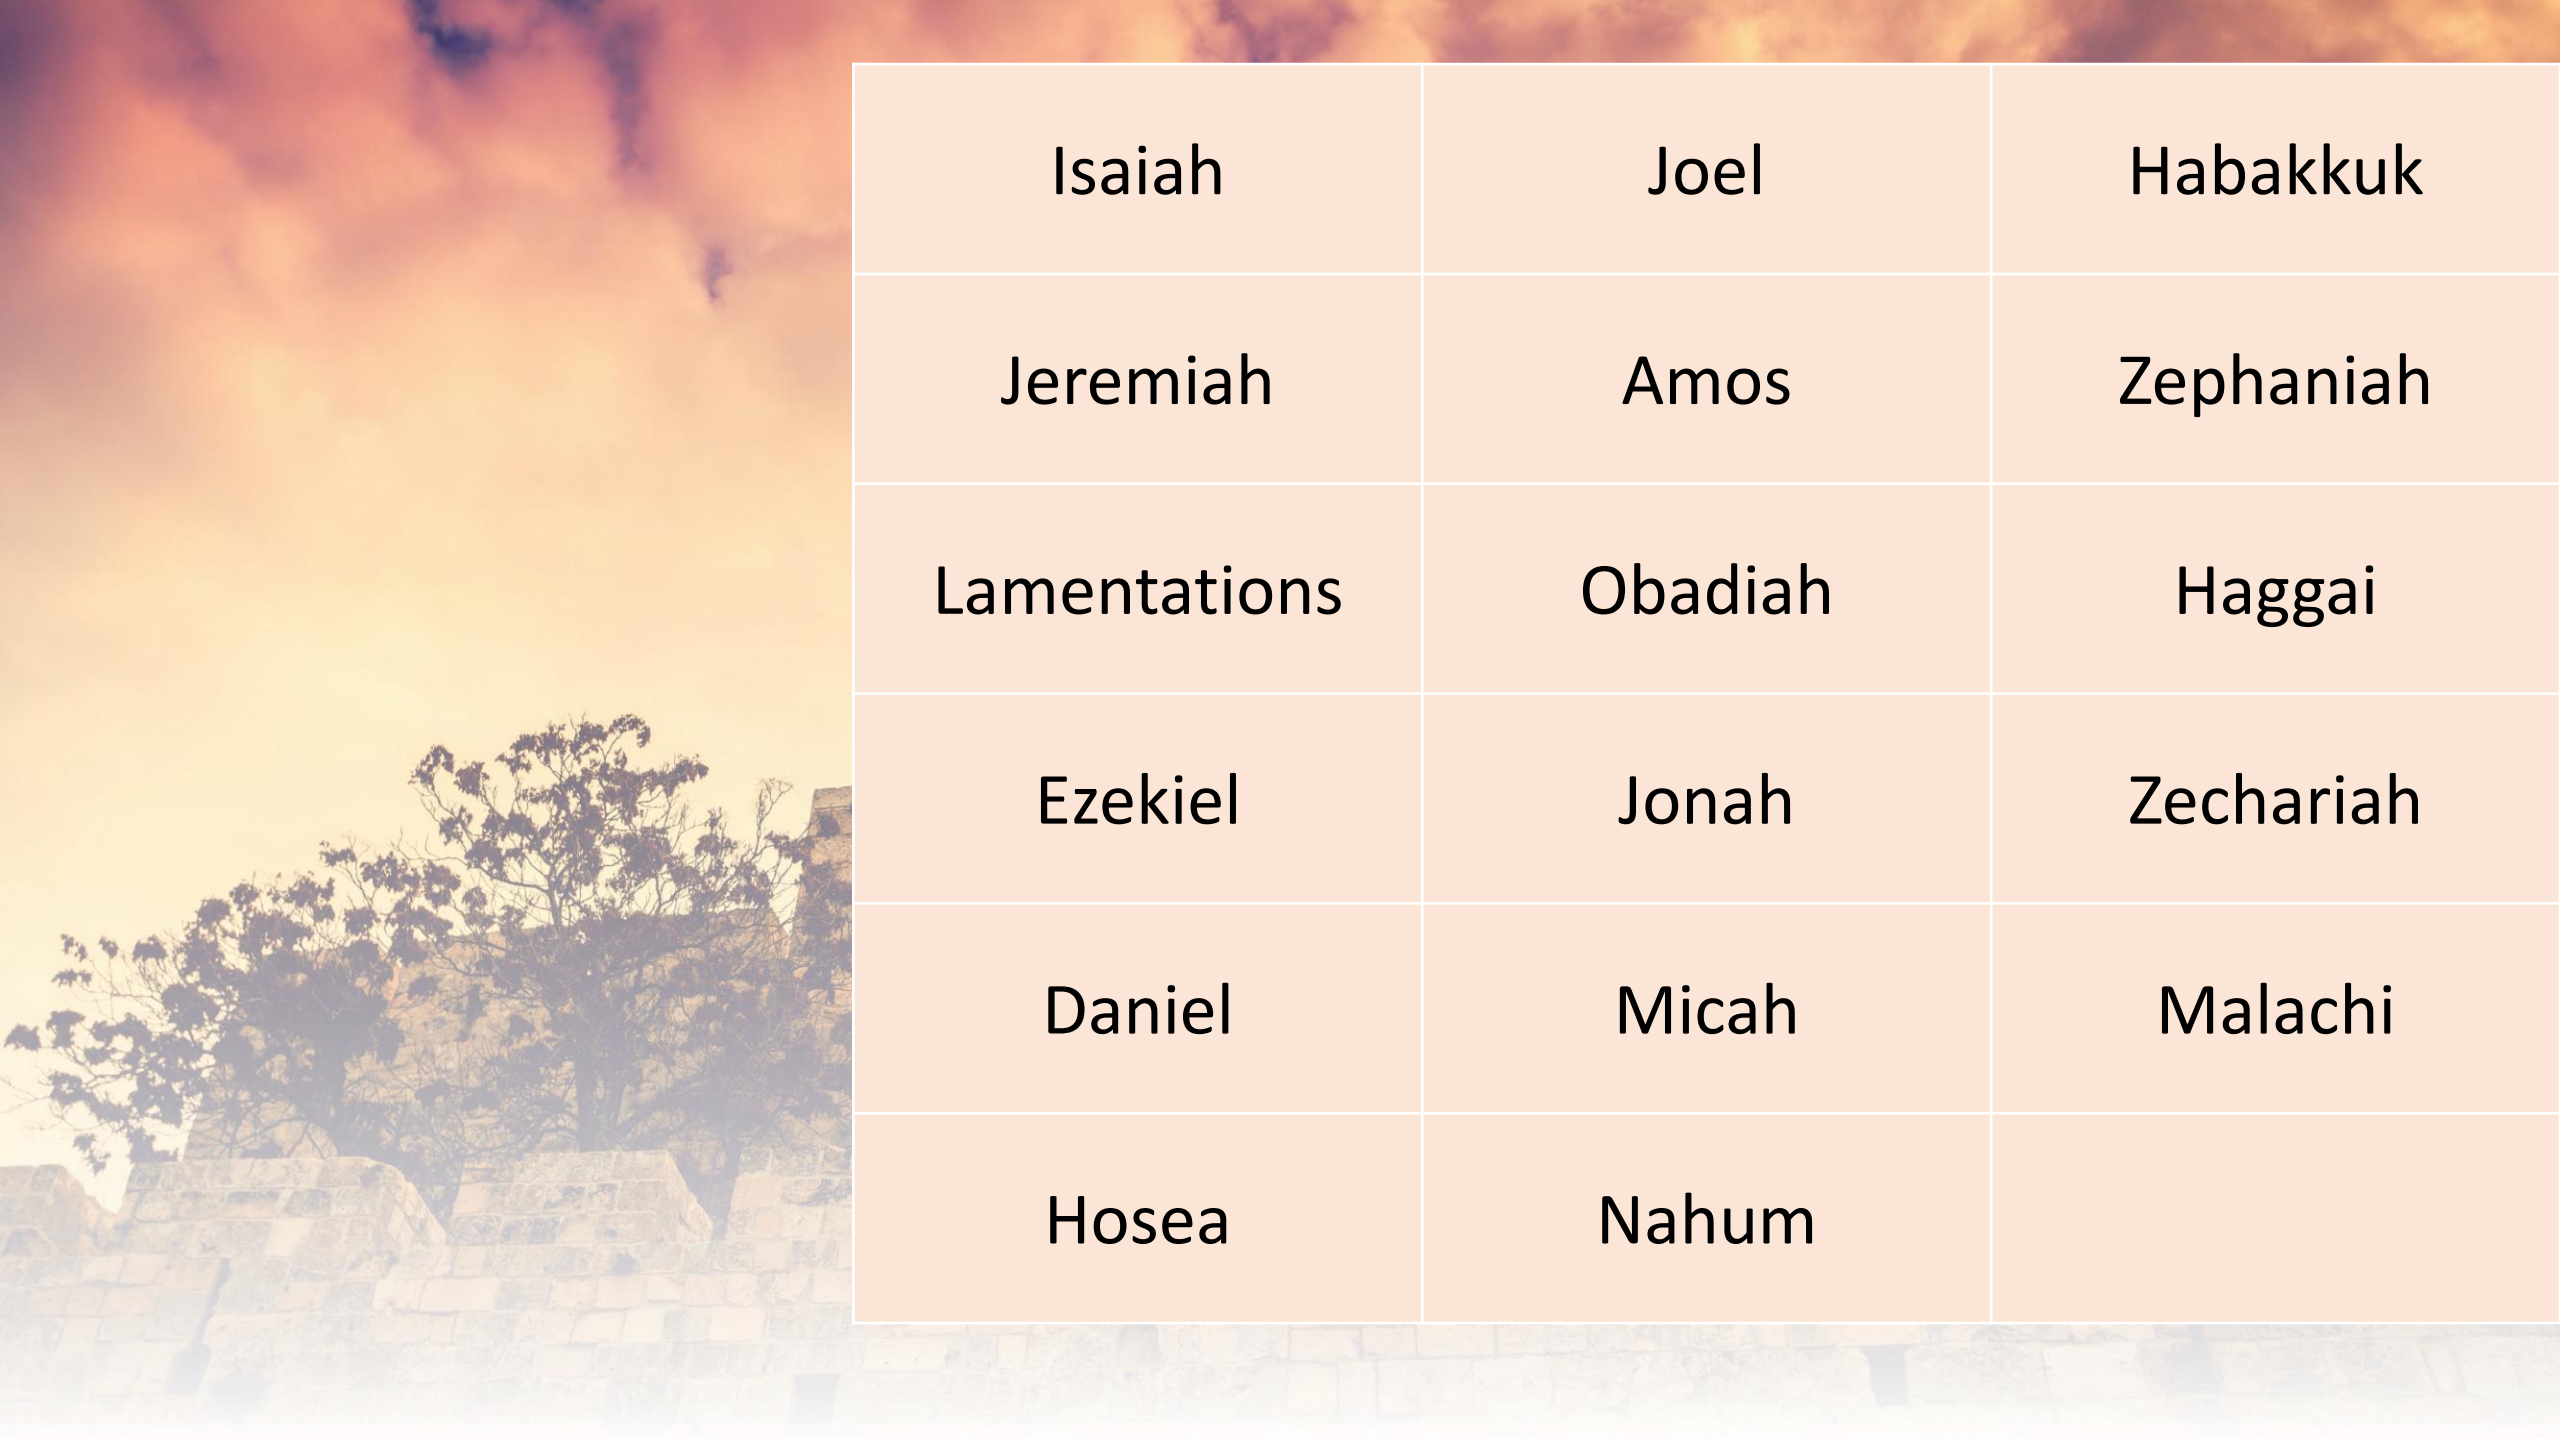 Isaiah Joel Habakkuk
Jeremiah Amos Zephaniah
Lamentations Obadiah Haggai
Ezekiel Jonah Zechariah
Daniel Micah Malachi
Hosea Nahum